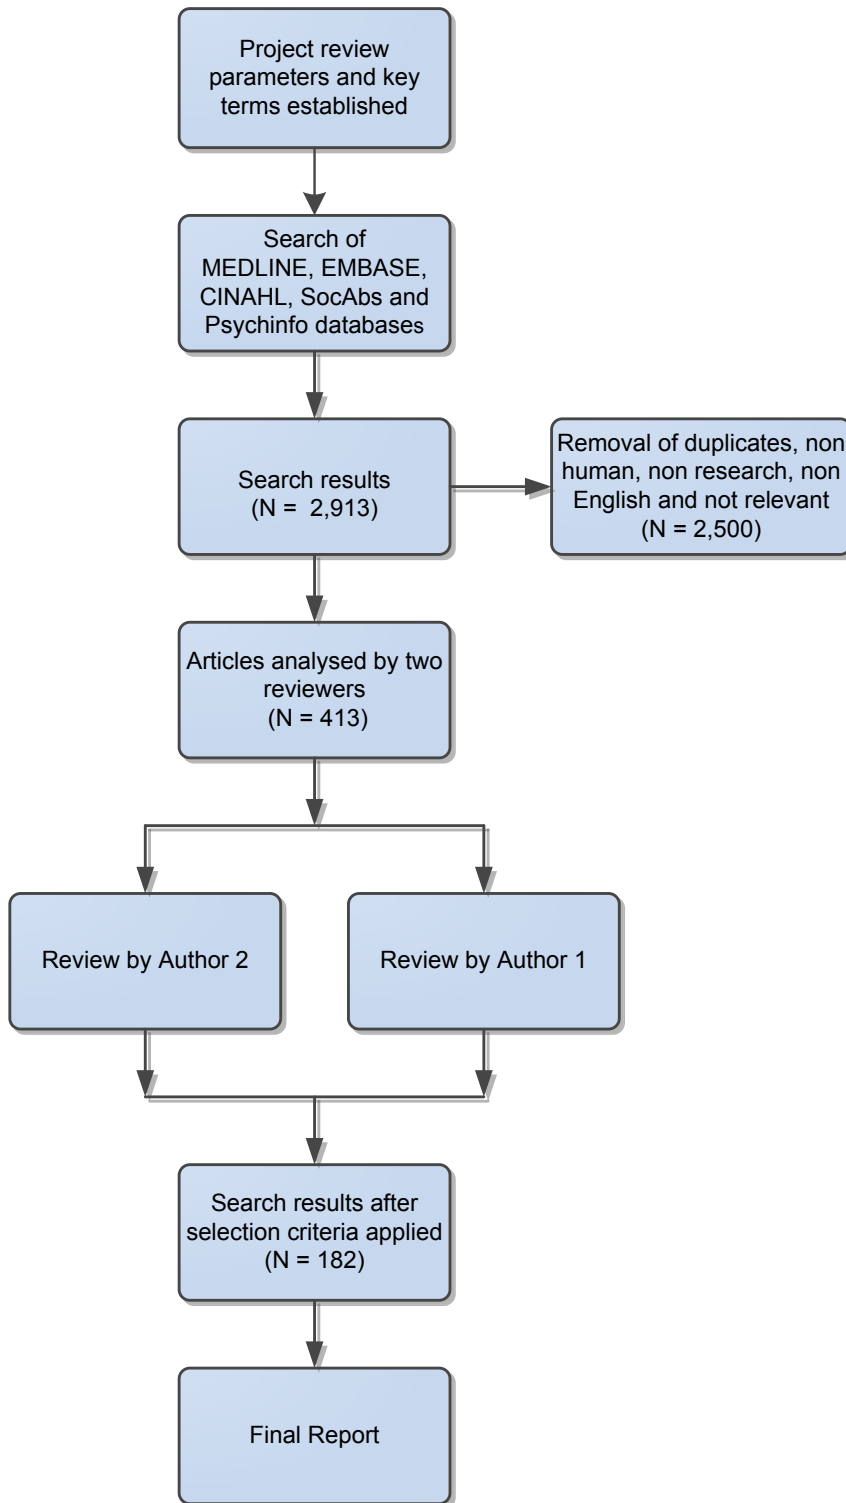 Project review
parameters and key
terms established
Search of
MEDLINE, EMBASE,
CINAHL, SocAbs and
Psychinfo databases
Search results
(N =  2,913)
Removal of duplicates, non
human, non research, non
English and not relevant
(N = 2,500)
Articles analysed by two
reviewers
(N = 413)
Review by Author 2
Review by Author 1
Search results after
selection criteria applied
(N = 182)
Final Report